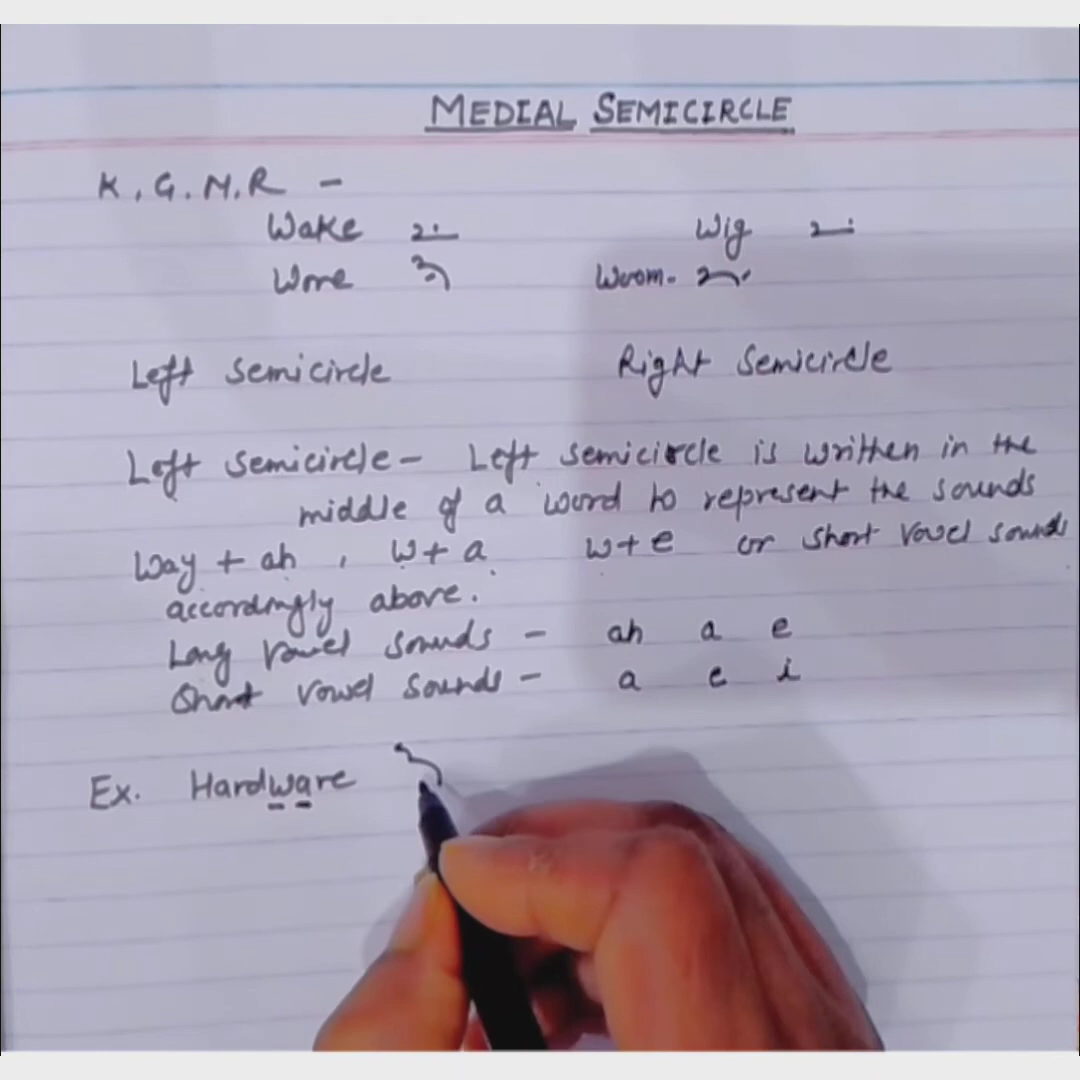 MEDIAL SEMICIRCLE
K, G. M, R -
Wake Wig
Wore Woom-
Left semicircle Right Semicircle
Left semicircle - Left semicircle is written in the
middle of a word to represent the sounds
Way + ah, w + a w + e or short vowel sounds
accordingly above.
Long vowel sounds - ah a e
Short vowel sounds - a e i
Ex. Hardware